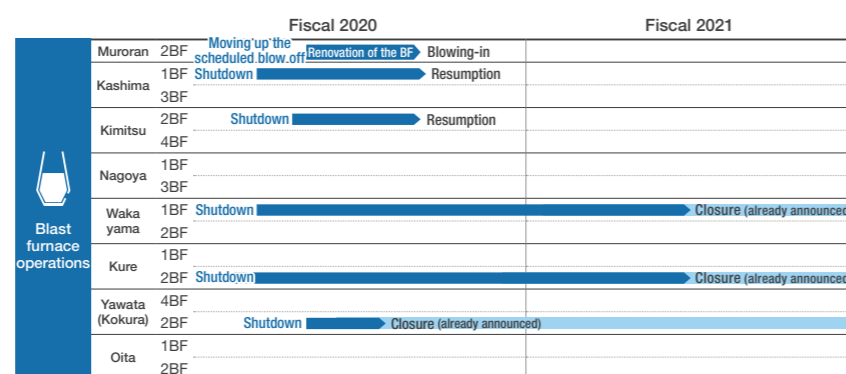 Fiscal 2020 Fiscal 2021
Blast
furnace
operations
Muroran 2BF Moving up the
scheduled blow off Renovation of the BF Blowing-in
Kashima 1BF Shutdown Resumption
3BF
Kimitsu 2BF Shutdown Resumption
4BF
Nagoya 1BF
3BF
Waka
yama 1BF Shutdown Closure (already announced
2BF
Kure 1BF
2BF Shutdown Closure (already announced
Yawata
(Kokura) 4BF
2BF Shutdown Closure (already announced)
Oita 1BF
2BF